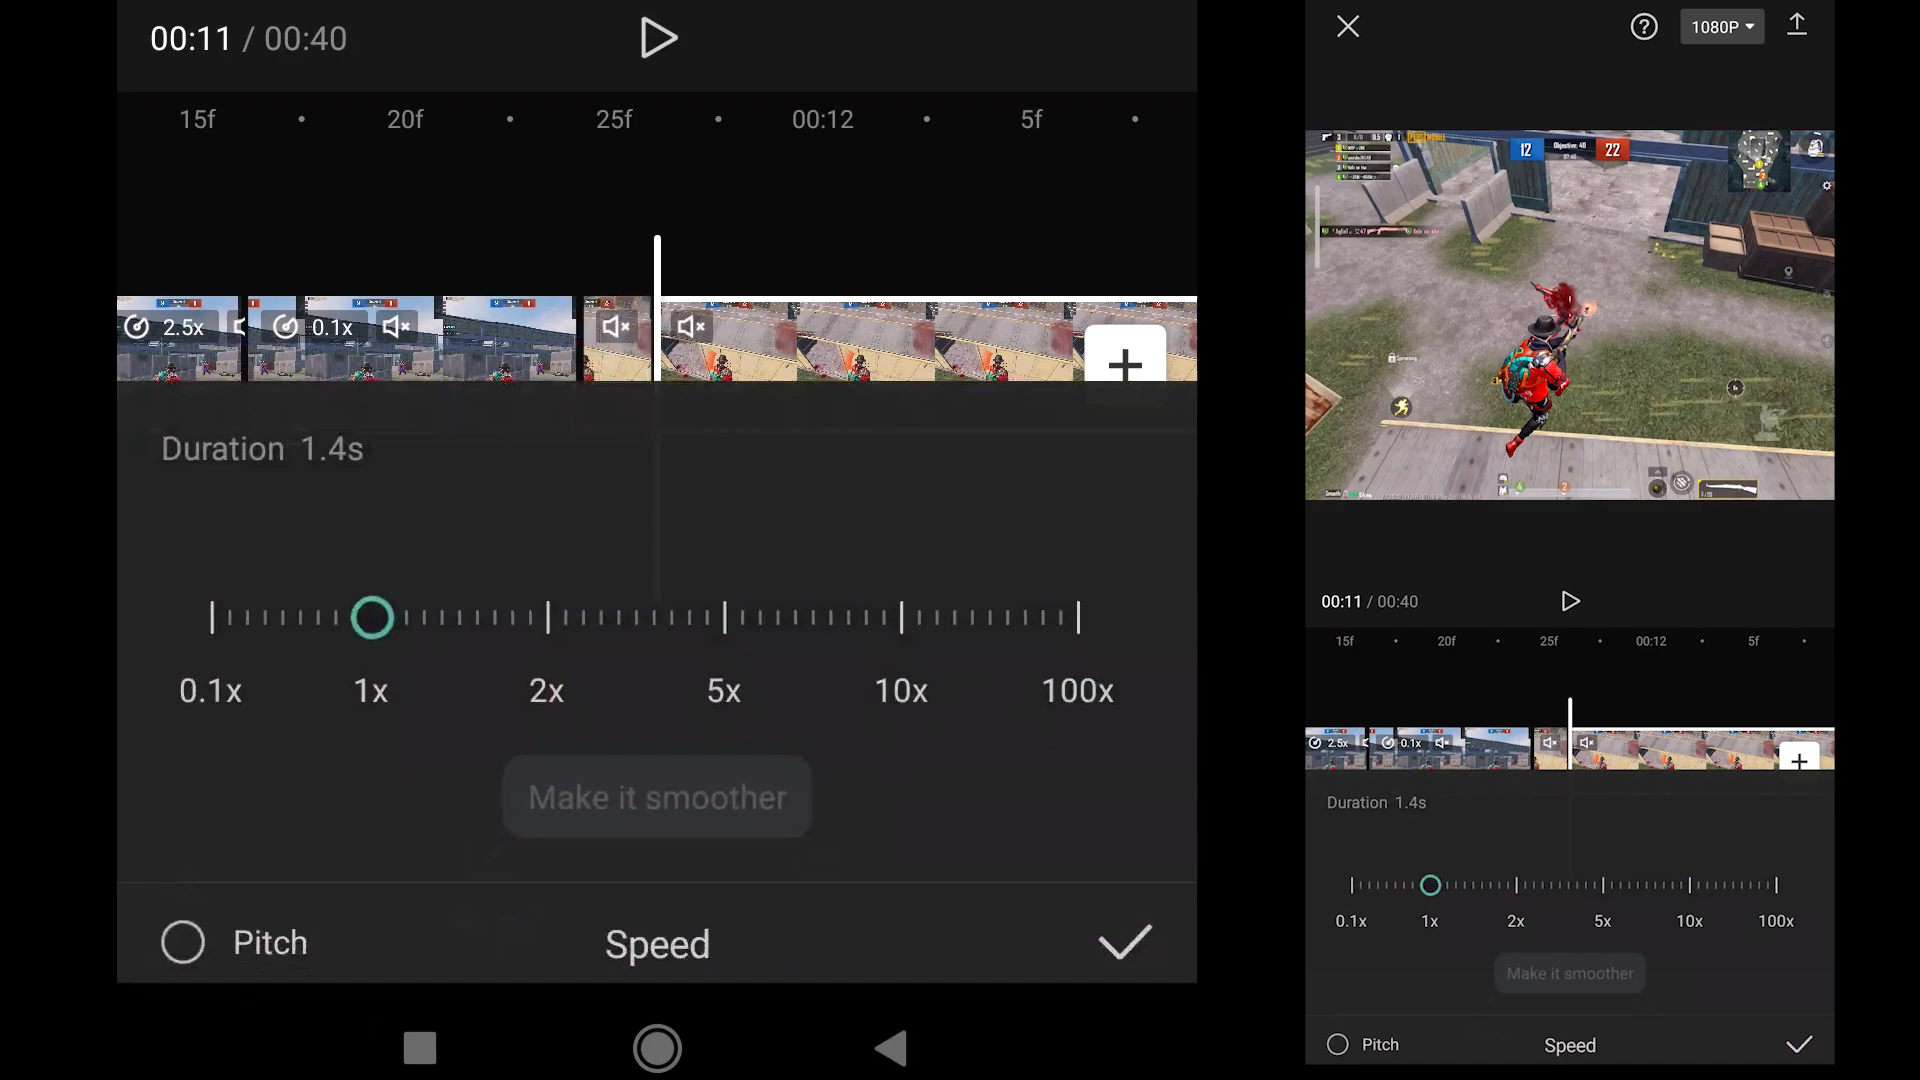 00:11 / 00:40
15f 20f 25f 00:12 5f
2.5x 0.1x
+
Duration 1.4s
0.1x 1x 2x 5x 10x 100x
Make it smoother
Pitch Speed
? 1080P
12 Objective: 40 22
00:11 / 00:40
15f 20f 25f 00:12 5f
2.5x 0.1x
+
Duration 1.4s
0.1x 1x 2x 5x 10x 100x
Make it smoother
Pitch Speed